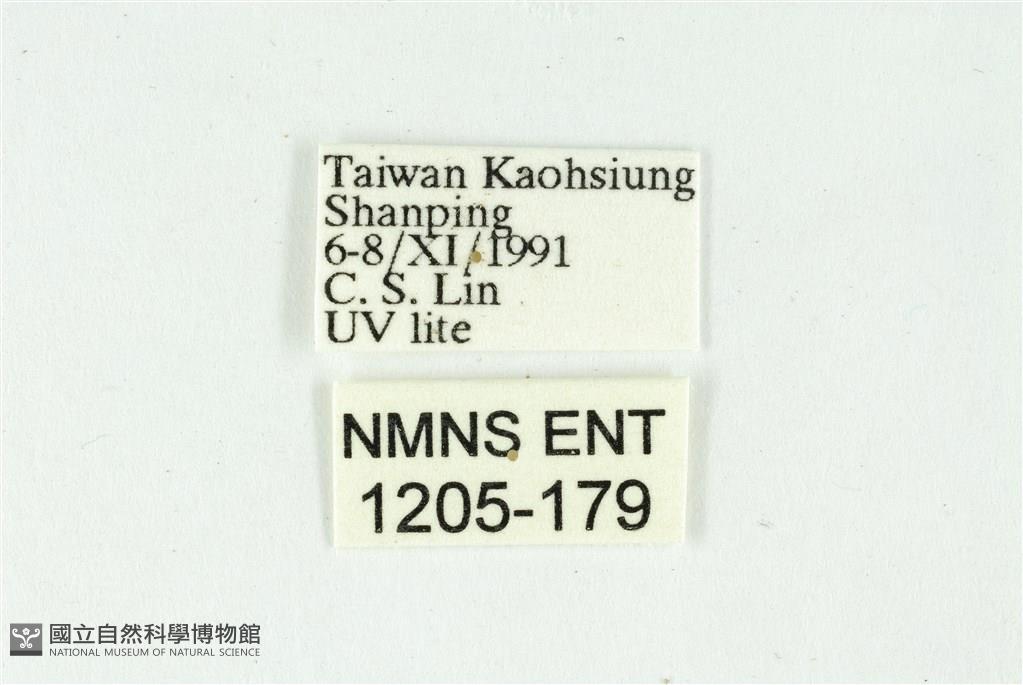 Taiwan Kaohsiung
Shanping
6-8/XI/1991
C. S. Lin
UV lite
NMNS ENT
1205-179
國立自然科學博物館
NATIONAL MUSEUM OF NATURAL SCIENCE